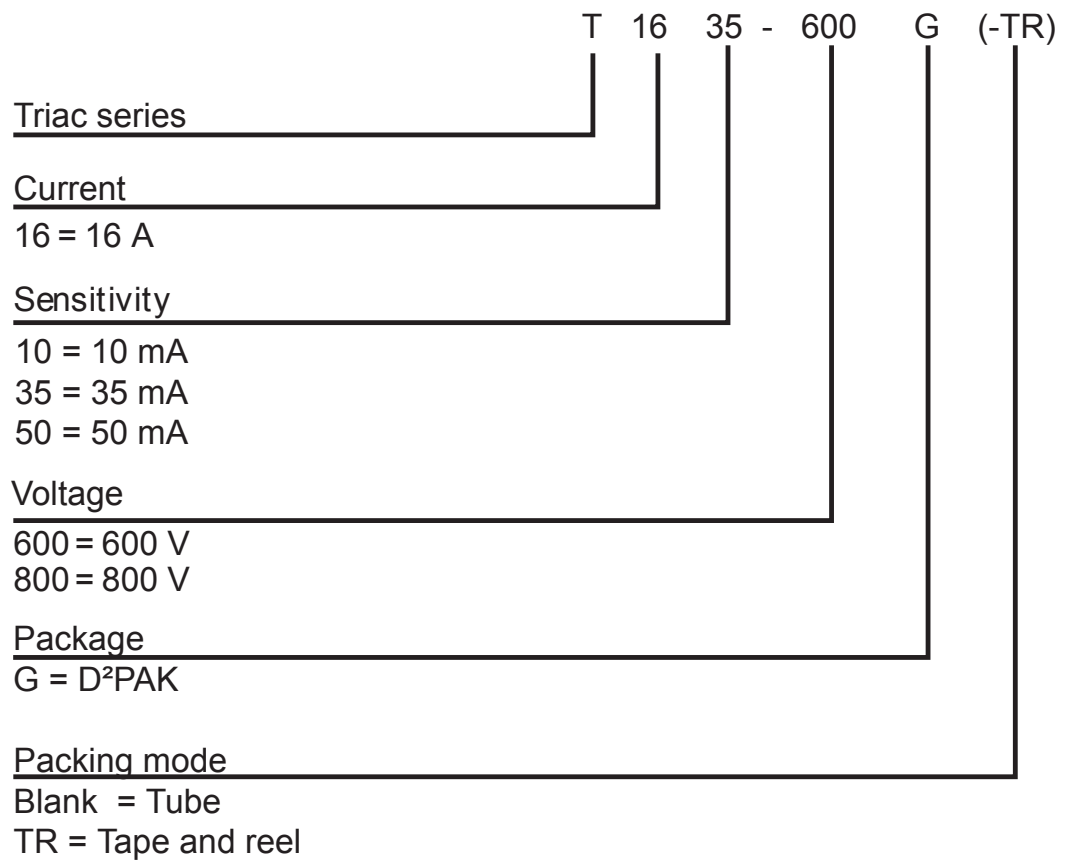 T 16 35 - 600 G (-TR)
Triac series
Current
16 = 16 A
Sensitivity
10 = 10 mA
35 = 35 mA
50 = 50 mA
Voltage
600 = 600 V
800 = 800 V
Package
G = D²PAK
Packing mode
Blank = Tube
TR = Tape and reel